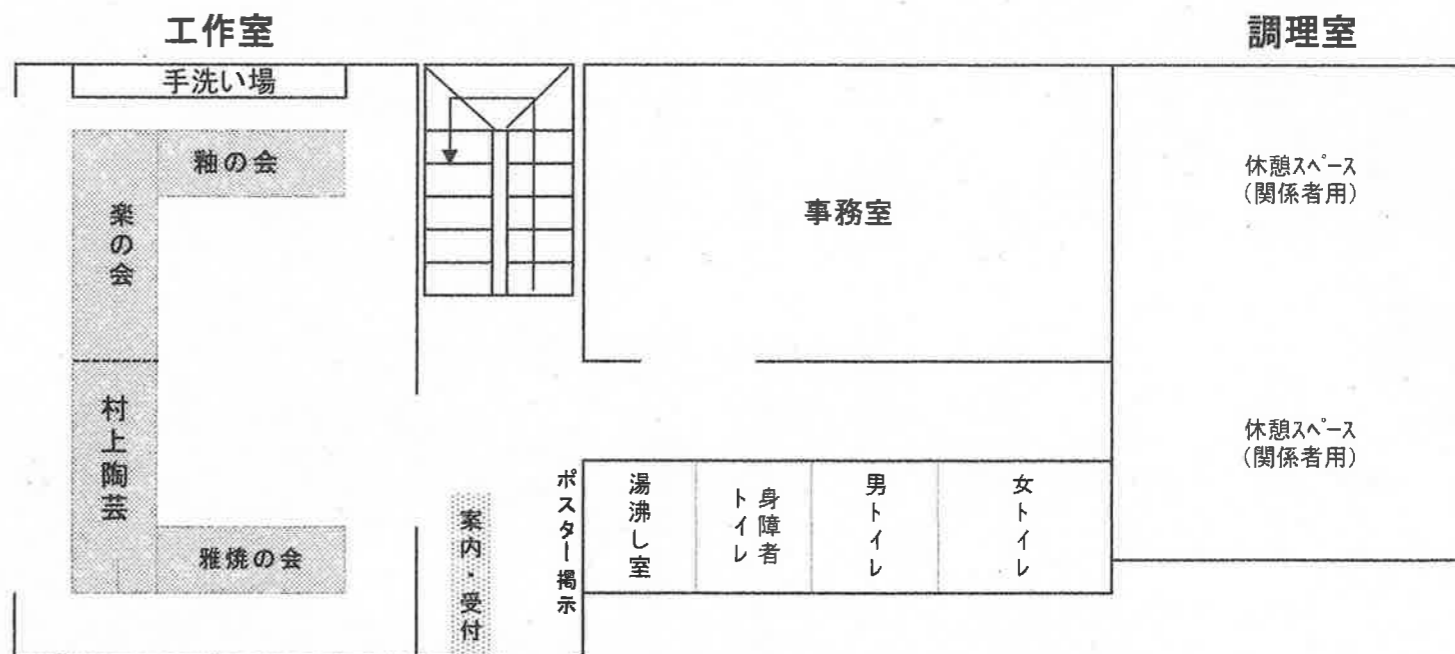 工作室
調理室
手洗い場
釉の会
楽の会
村上陶芸
雅焼の会
事務室
休憩スペース
(関係者用)
休憩スペース
(関係者用)
案内・受付
ポスター掲示
湯沸し室
身障者
トイレ
男トイレ
女トイレ